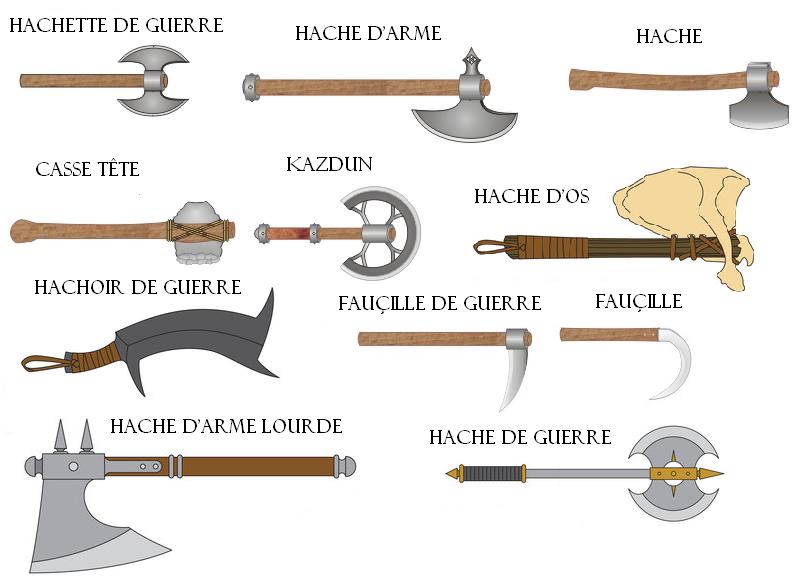 HACHETTE DE GUERRE
HACHE D'ARME
HACHE
CASSE TÊTE
KAZDUN
HACHE D'OS
HACHOIR DE GUERRE
FAUÇILLE DE GUERRE
FAUÇILLE
HACHE D'ARME LOURDE
HACHE DE GUERRE